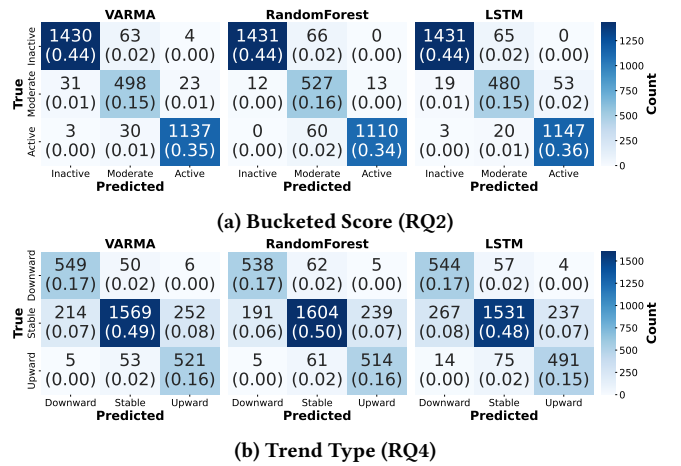 VARMA RandomForest LSTM
Inactive 1430 63 4 1431 66 0 1431 65 0
(0.44) (0.02) (0.00) (0.44) (0.02) (0.00) (0.44) (0.02) (0.00)
True Moderate 31 498 23 12 527 13 19 480 53
(0.01) (0.15) (0.01) (0.00) (0.16) (0.00) (0.01) (0.15) (0.02)
Active 3 30 1137 0 60 1110 3 20 1147
(0.00) (0.01) (0.35) (0.00) (0.02) (0.34) (0.00) (0.01) (0.36)
Inactive Moderate Active Inactive Moderate Active Inactive Moderate Active
Predicted Predicted Predicted
1250
1000
750
500
250
0
Count
(a) Bucketed Score (RQ2)
VARMA RandomForest LSTM
Downward 549 50 6 538 62 5 544 57 4
(0.17) (0.02) (0.00) (0.17) (0.02) (0.00) (0.17) (0.02) (0.00)
True Stable 214 1569 252 191 1604 239 267 1531 237
(0.07) (0.49) (0.08) (0.06) (0.50) (0.07) (0.08) (0.48) (0.07)
Upward 5 53 521 5 61 514 14 75 491
(0.00) (0.02) (0.16) (0.00) (0.02) (0.16) (0.00) (0.02) (0.15)
Downward Stable Upward Downward Stable Upward Downward Stable Upward
Predicted Predicted Predicted
1500
1250
1000
750
500
250
0
Count
(b) Trend Type (RQ4)